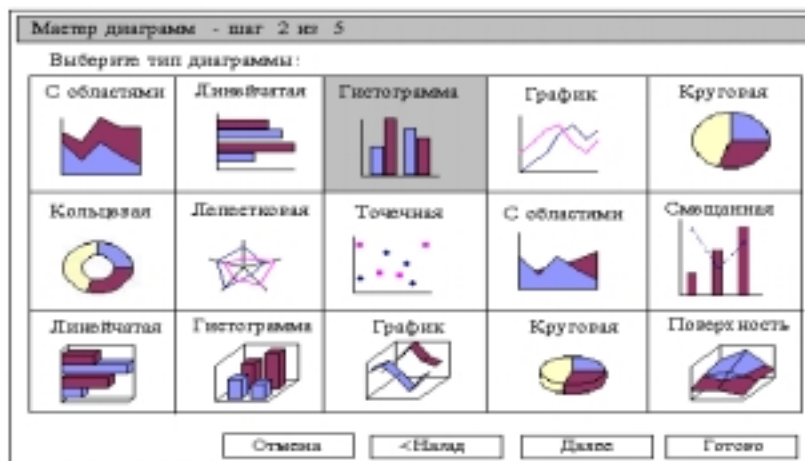 Мастер диаграмм - шаг 2 из 5
Выберите тип диаграммы:
С областями Линейчатая Гистограмма График Круговая
Кольцевая Лепестковая Точечная С областями Смещанная
Линейчатая Гистограмма График Круговая Поверхность
Отмена <Назад Далее Готово